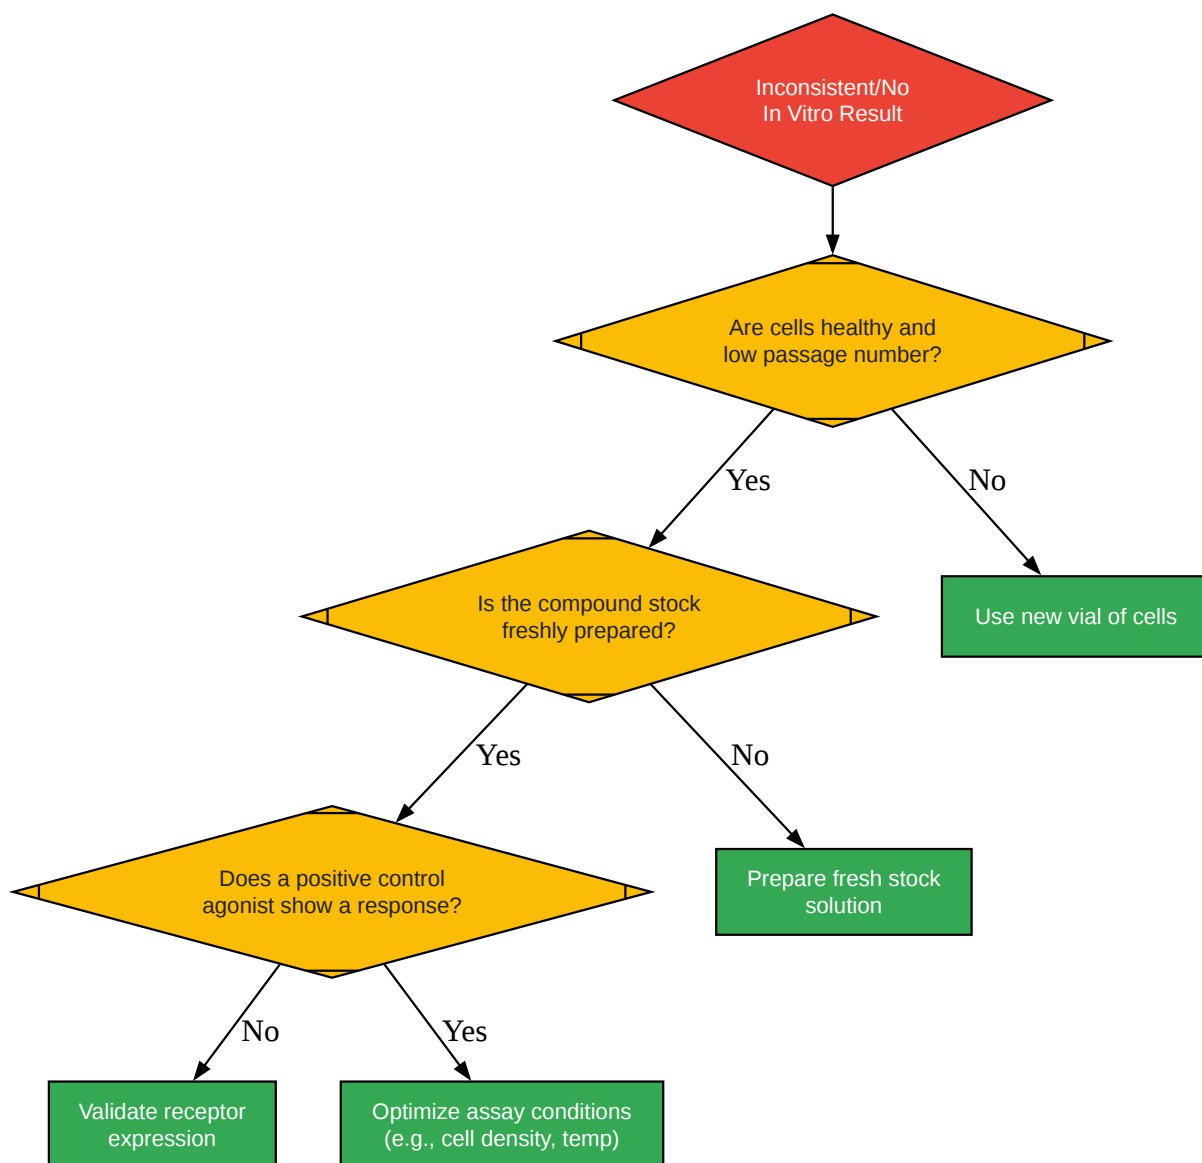 Inconsistent/No
In Vitro Result
Are cells healthy and
low passage number?
Yes
No
Is the compound stock
freshly prepared?
Use new vial of cells
Yes
No
Does a positive control
agonist show a response?
Prepare fresh stock
solution
No
Yes
Validate receptor
expression
Optimize assay conditions
(e.g., cell density, temp)